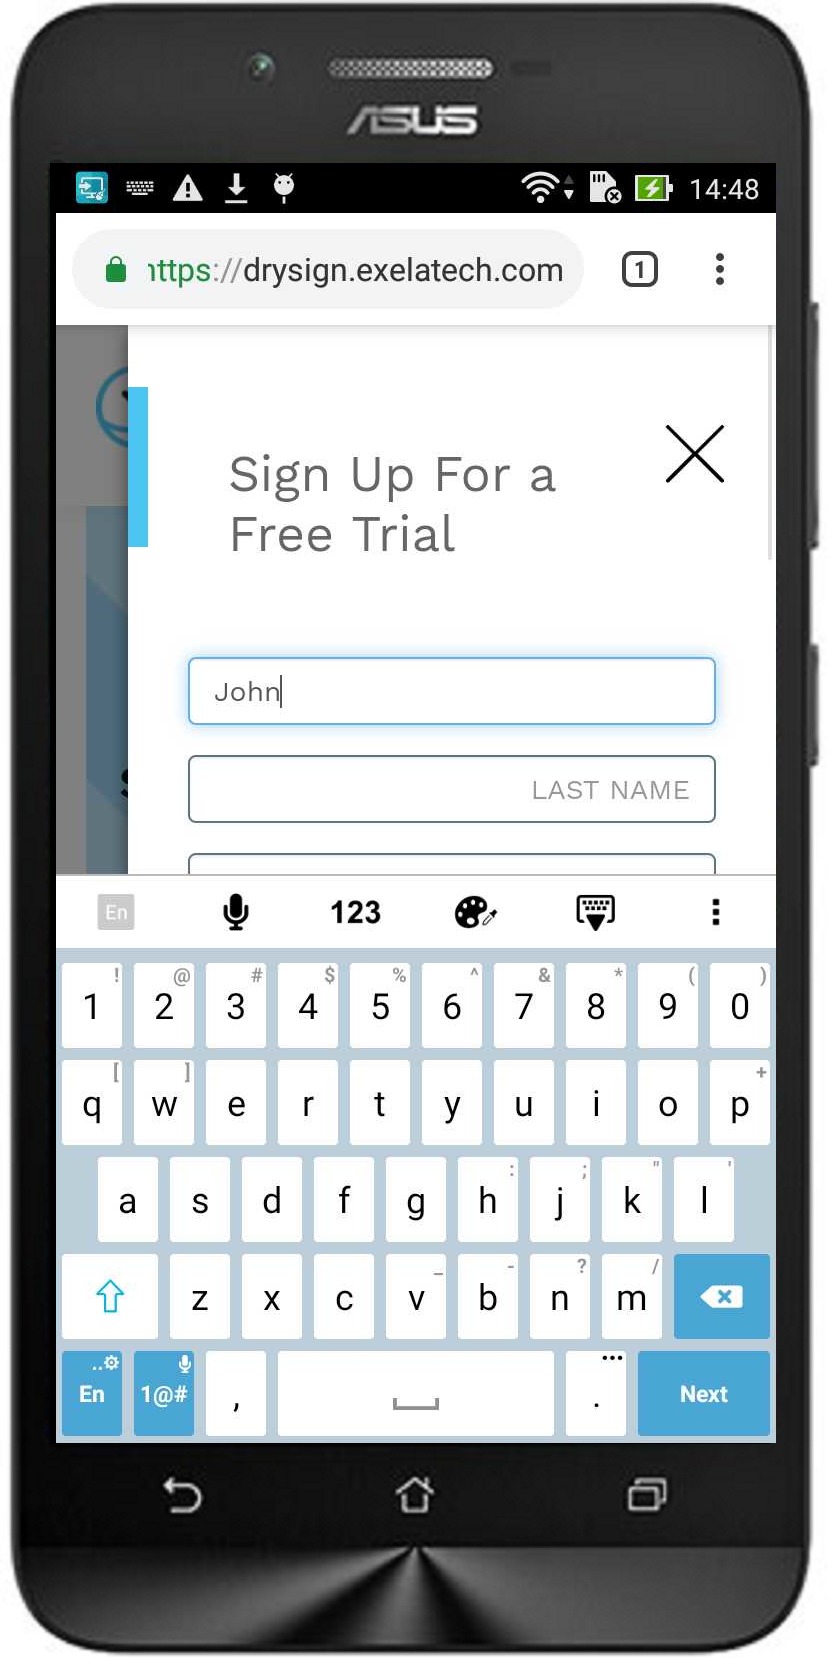 ASUS
14:48
https://drysign.exelatech.com
1
Sign Up For a
Free Trial
John
LAST NAME
En
123
! @ # $ % ^ & * ( )
1 2 3 4 5 6 7 8 9 0
[ ] +
q w e r t y u i o p
: ; " '
a s d f g h j k l
_ - ? /
z x c v b n m
En 1@# , . Next